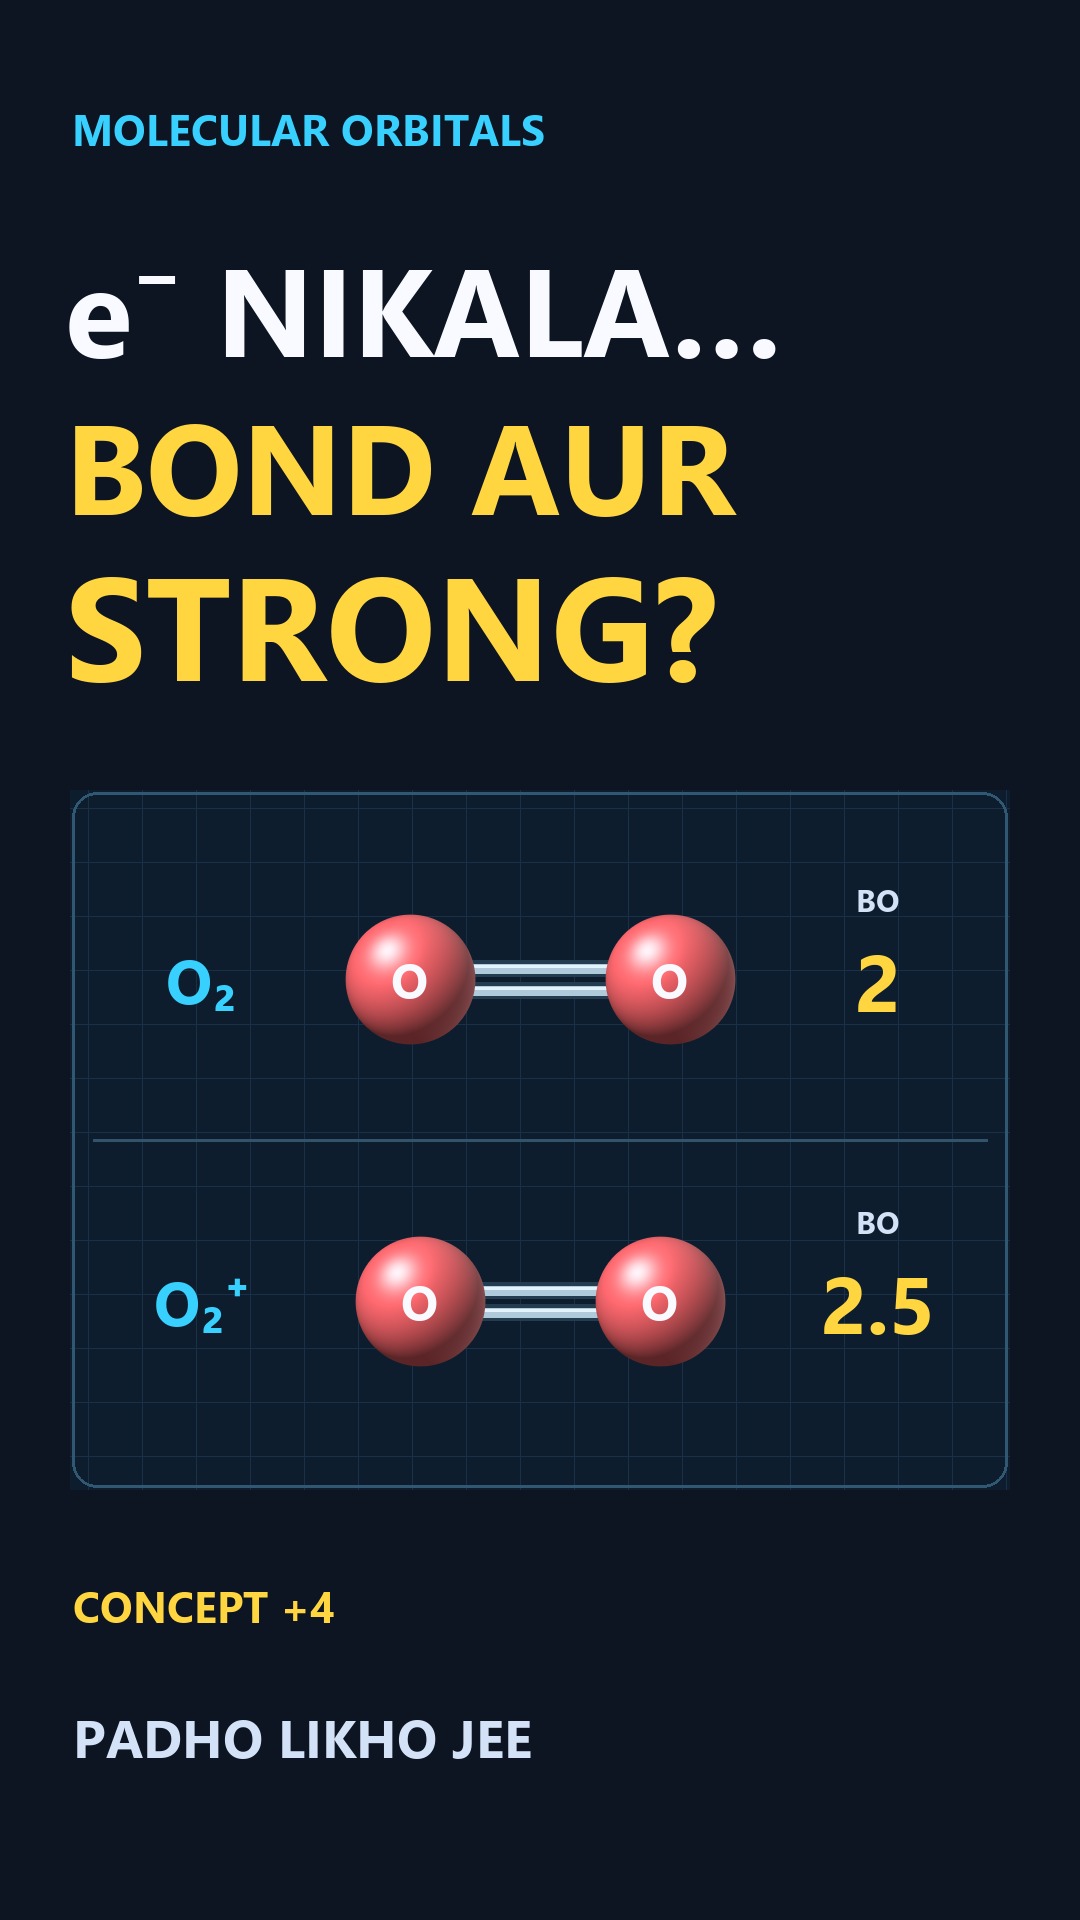 MOLECULAR ORBITALS
e⁻ NIKALA...
BOND AUR
STRONG?
BO
O₂ O O 2
BO
O₂⁺ O O 2.5
CONCEPT +4
PADHO LIKHO JEE